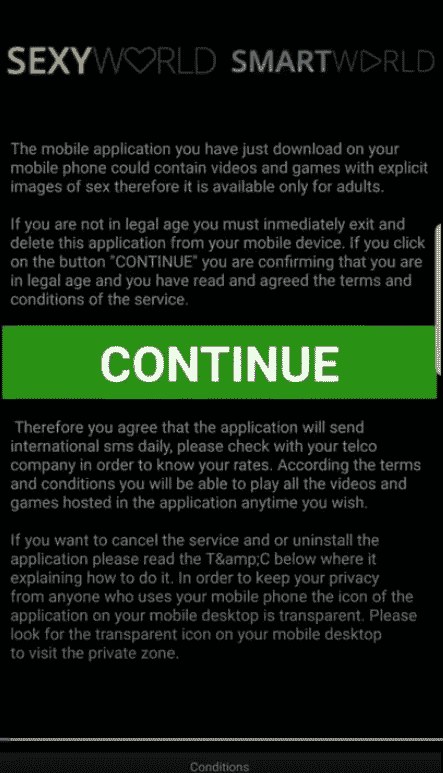 SEXYWORLD SMARTWORLD
The mobile application you have just download on your
mobile phone could contain videos and games with explicit
images of sex therefore it is available only for adults.
If you are not in legal age you must inmediately exit and
delete this application from your mobile device. If you click
on the button "CONTINUE" you are confirming that you are
in legal age and you have read and agreed the terms and
conditions of the service.
CONTINUE
Therefore you agree that the application will send
international sms daily, please check with your telco
company in order to know your rates. According the terms
and conditions you will be able to play all the videos and
games hosted in the application anytime you wish.
If you want to cancel the service and or uninstall the
application please read the T&amp;C below where it
explaining how to do it. In order to keep your privacy
from anyone who uses your mobile phone the icon of the
application on your mobile desktop is transparent. Please
look for the transparent icon on your mobile desktop
to visit the private zone.
Conditions